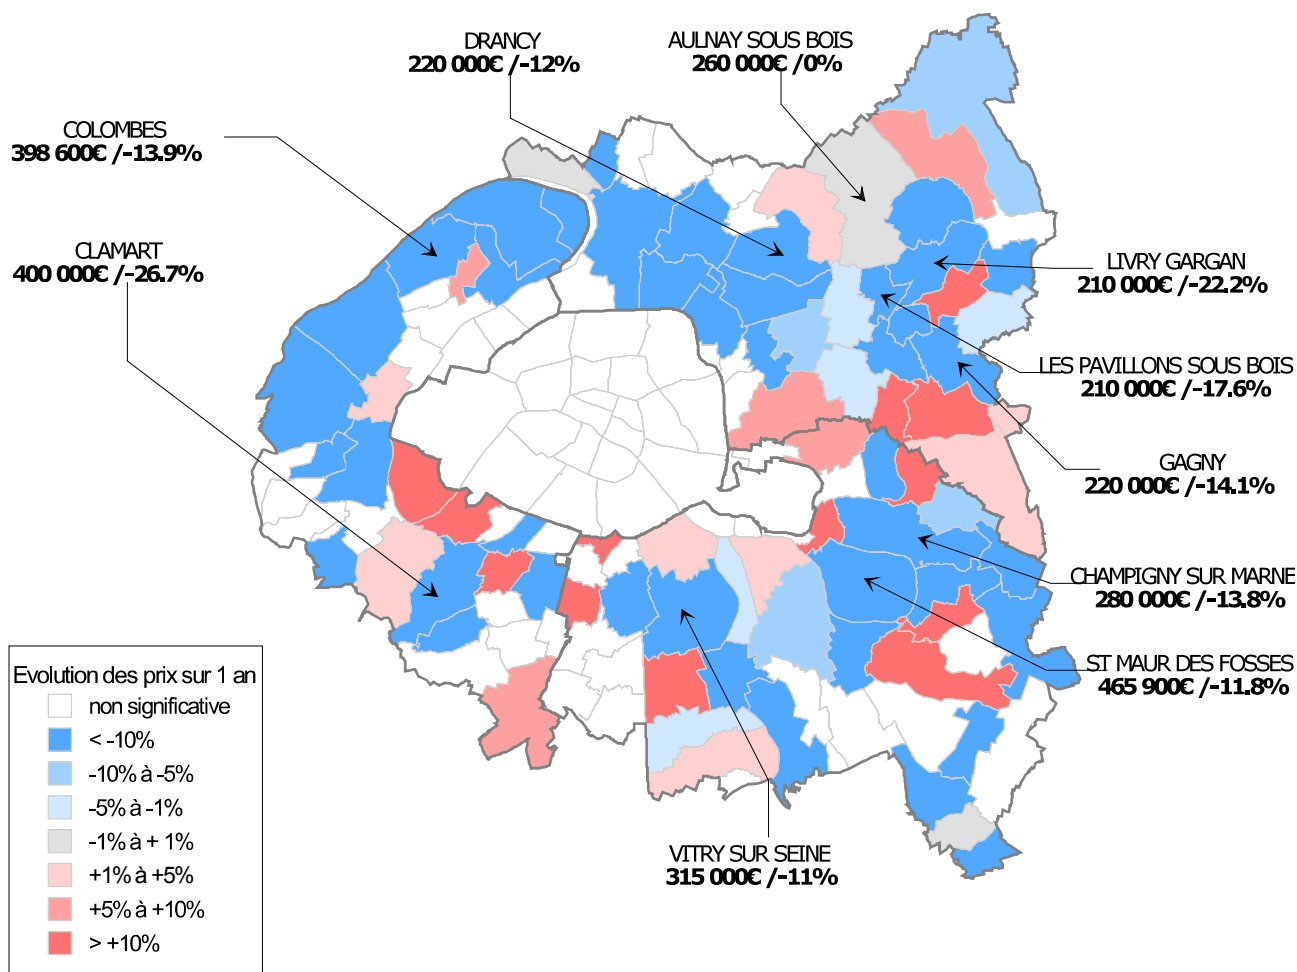 DRANCY
220 000€ /-12%
AULNAY SOUS BOIS
260 000€ /0%
COLOMBES
398 600€ /-13.9%
CLAMART
400 000€ /-26.7%
LIVRY GARGAN
210 000€ /-22.2%
LES PAVILLONS SOUS BOIS
210 000€ /-17.6%
GAGNY
220 000€ /-14.1%
CHAMPIGNY SUR MARNE
280 000€ /-13.8%
ST MAUR DES FOSSES
465 900€ /-11.8%
VITRY SUR SEINE
315 000€ /-11%
Evolution des prix sur 1 an
non significative
< -10%
-10% à -5%
-5% à -1%
-1% à + 1%
+1% à +5%
+5% à +10%
> +10%